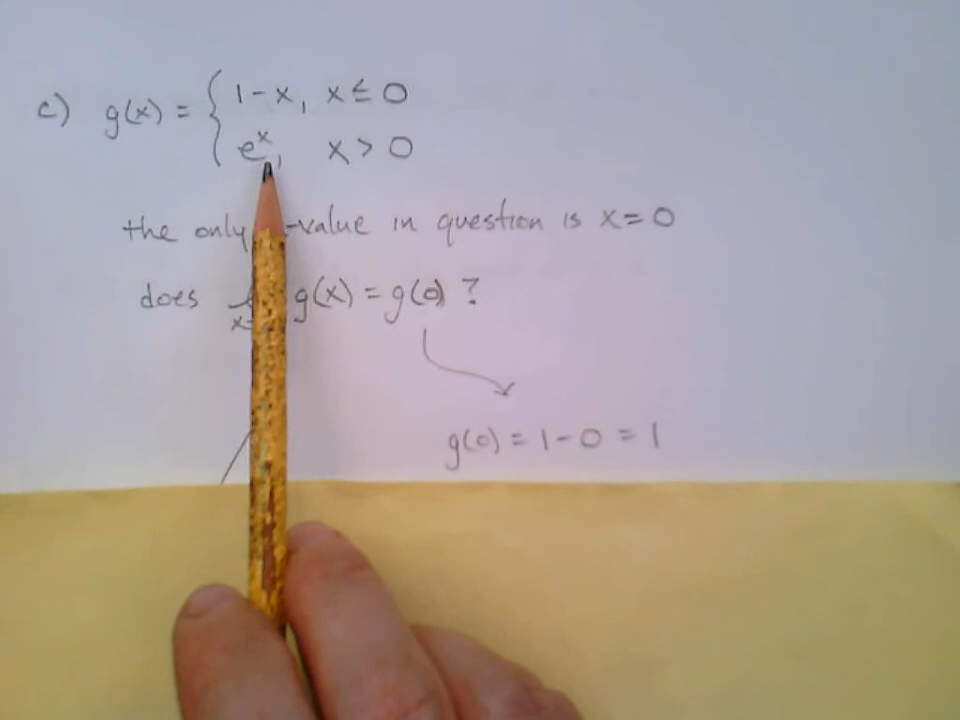 c) g(x) = { 1-x, x ≤ 0
e^x, x > 0
the only -value in question is x = 0
does g(x) = g(0) ?
g(0) = 1 - 0 = 1